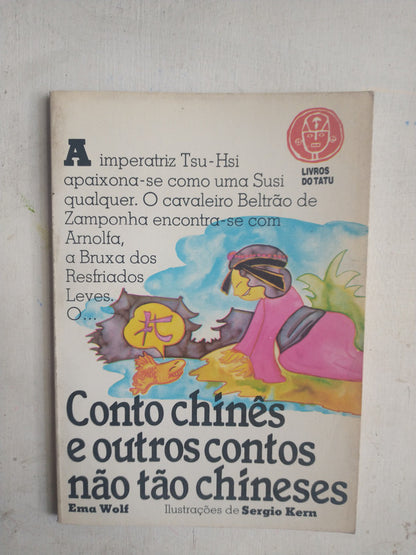 A imperatriz Tsu-Hsi
apaixona-se como uma Susi
qualquer. O cavaleiro Beltrão de
Zamponha encontra-se com
Arnolfa,
a Bruxa dos
Resfriados
Leves.
O...
LIVROS
DO TATU
Conto chinês
e outros contos
não tão chineses
Ema Wolf Ilustrações de Sergio Kern